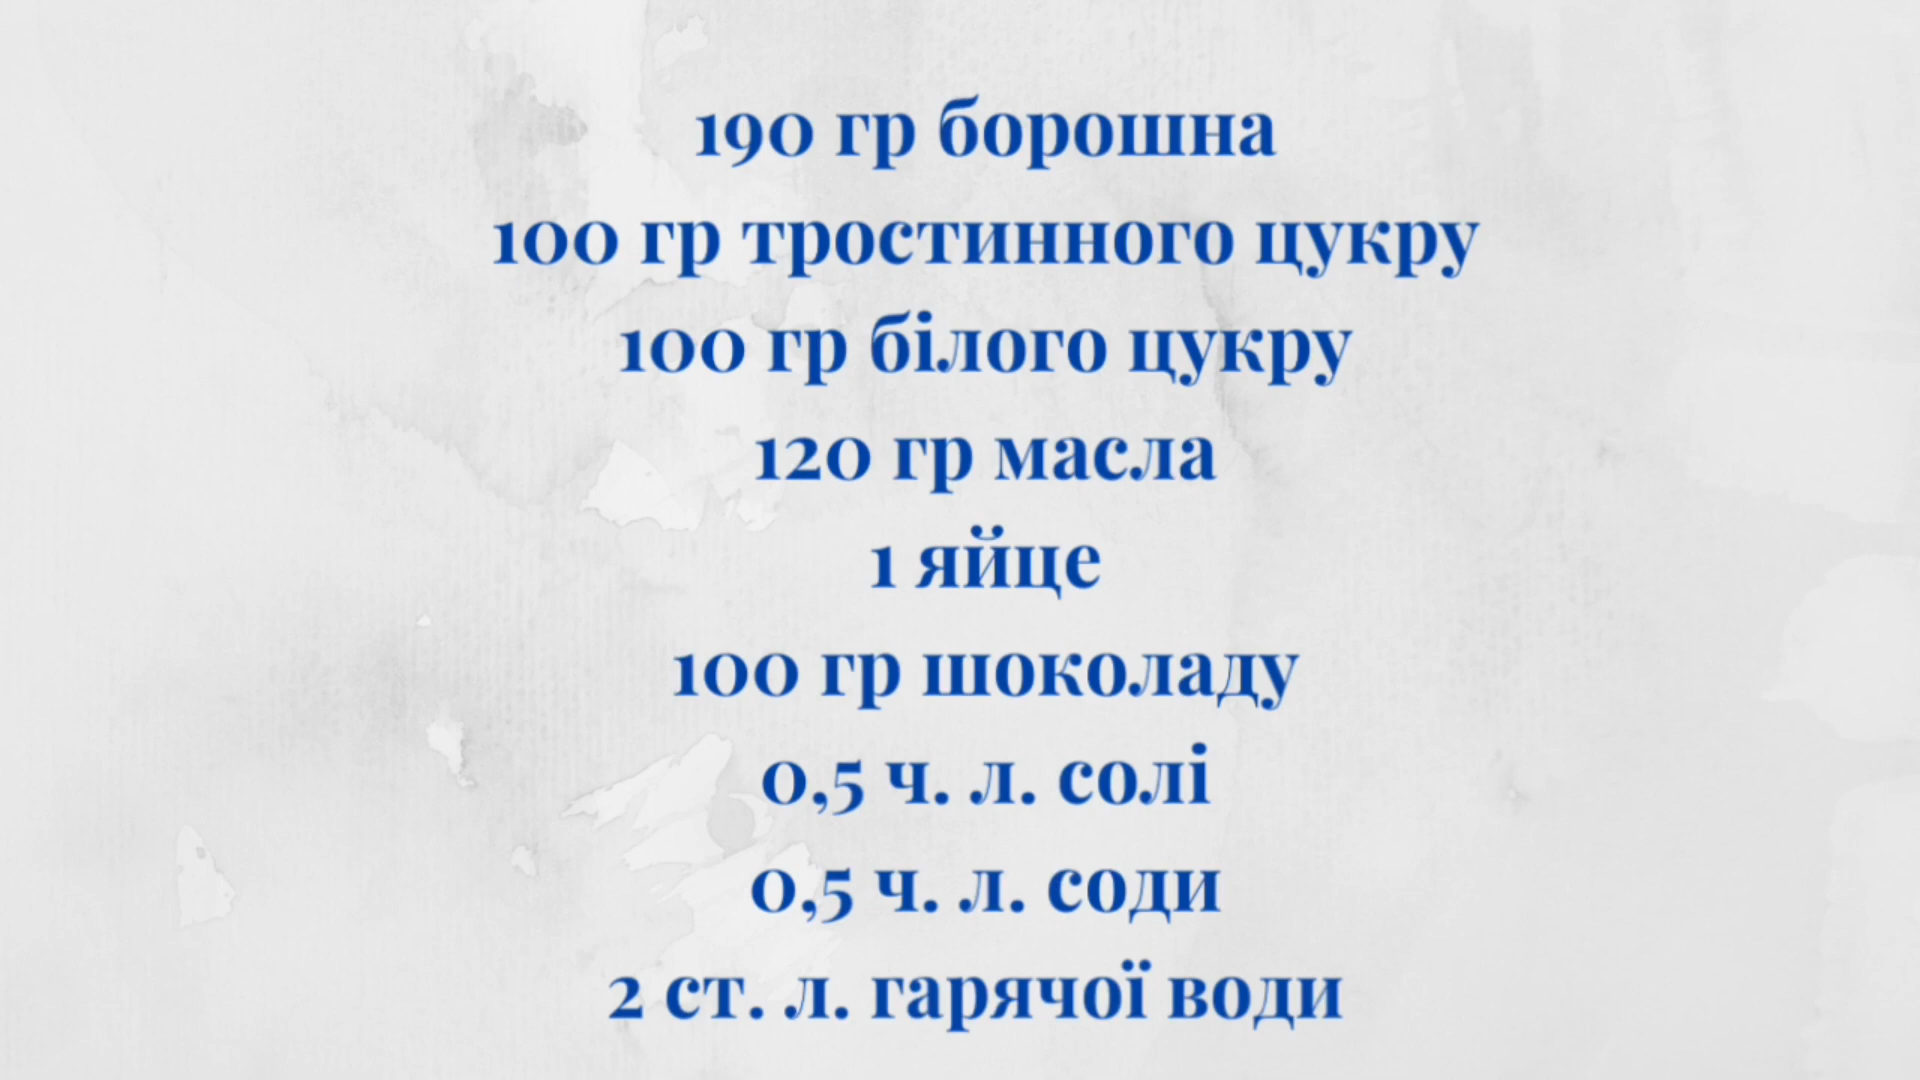 190 гр борошна
100 гр тростинного цукру
100 гр білого цукру
120 гр масла
1 яйце
100 гр шоколаду
0,5 ч. л. солі
0,5 ч. л. соди
2 ст. л. гарячої води